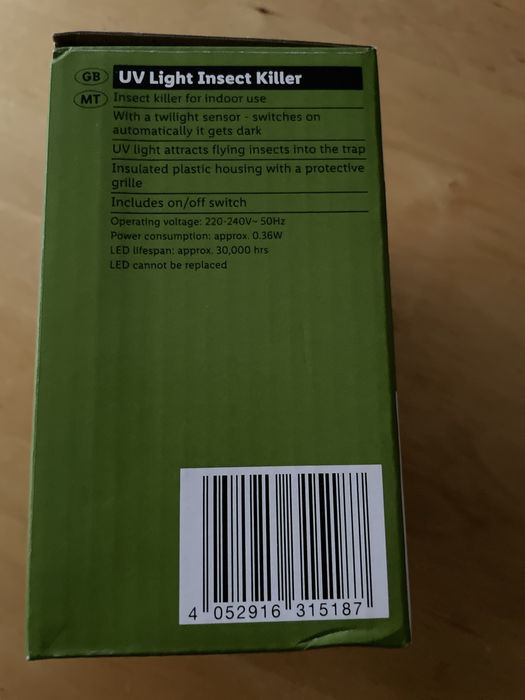 GB UV Light Insect Killer
MT Insect killer for indoor use
With a twilight sensor - switches on
automatically it gets dark
UV light attracts flying insects into the trap
Insulated plastic housing with a protective
grille
Includes on/off switch
Operating voltage: 220-240V~ 50Hz
Power consumption: approx. 0.36W
LED lifespan: approx. 30,000 hrs
LED cannot be replaced
4 052916 315187